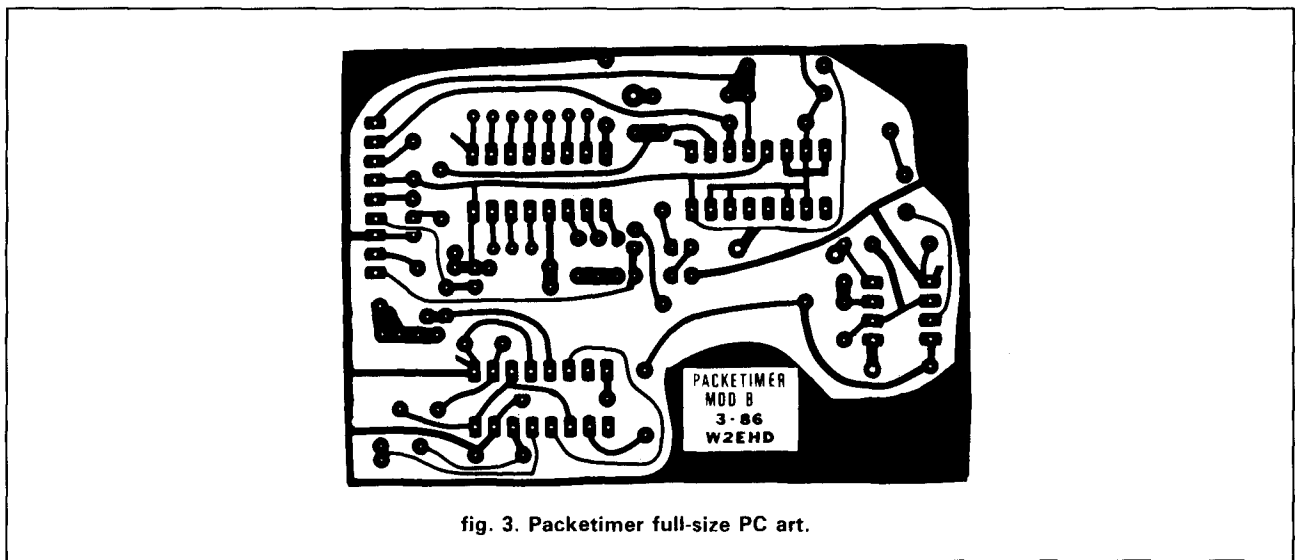 PACKETIMER
MOD B
3-86
W2EHD
fig. 3. Packetimer full-size PC art.